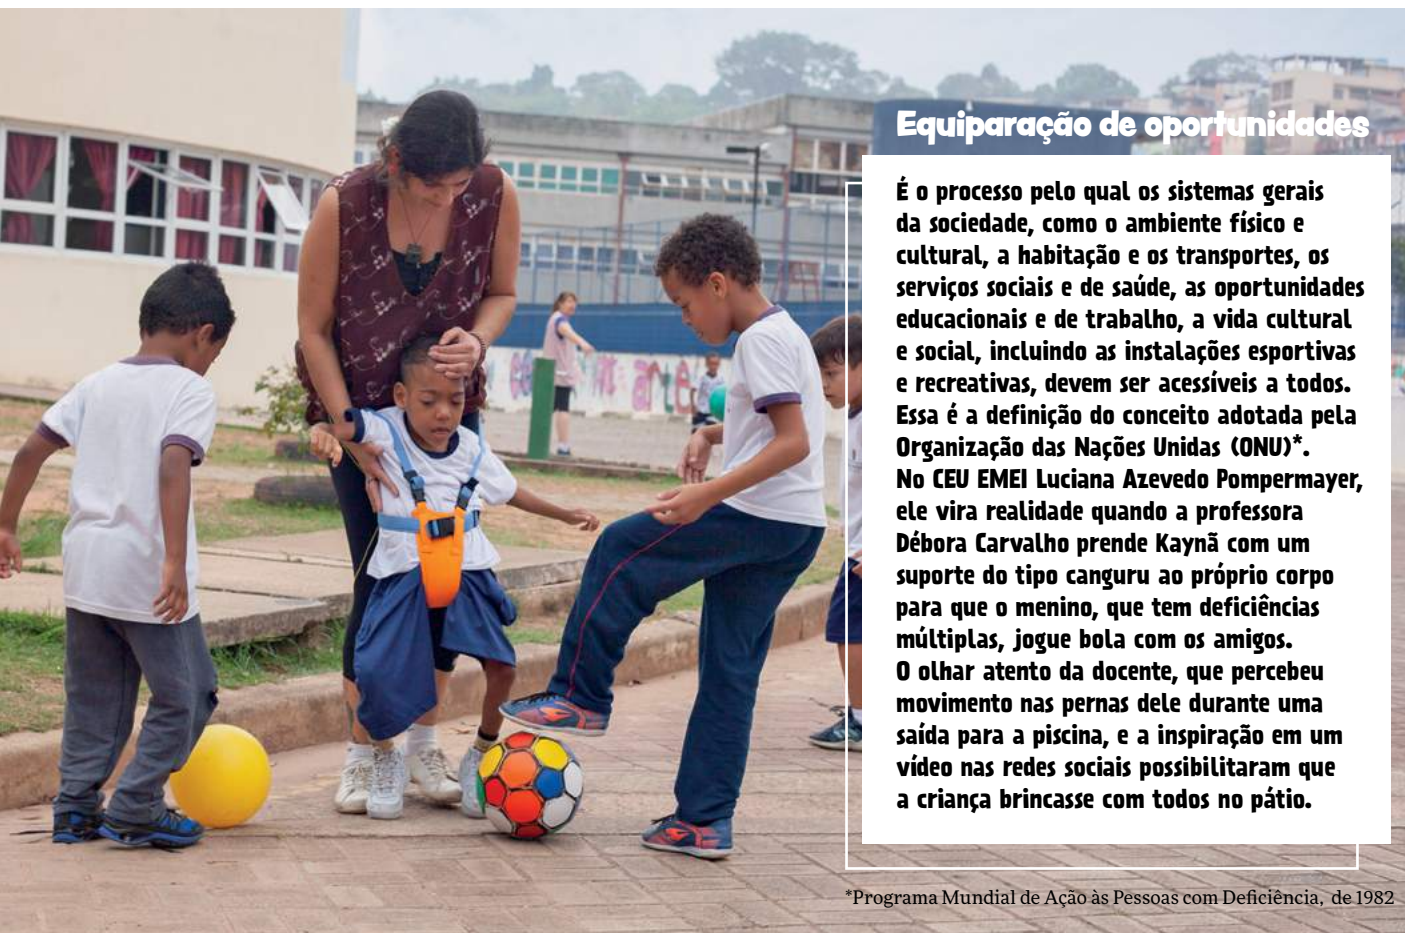 Equiparação de oportunidades
É o processo pelo qual os sistemas gerais
da sociedade, como o ambiente físico e
cultural, a habitação e os transportes, os
serviços sociais e de saúde, as oportunidades
educacionais e de trabalho, a vida cultural
e social, incluindo as instalações esportivas
e recreativas, devem ser acessíveis a todos.
Essa é a definição do conceito adotada pela
Organização das Nações Unidas (ONU)*.
No CEU EMEI Luciana Azevedo Pompermayer,
ele vira realidade quando a professora
Débora Carvalho prende Kaynã com um
suporte do tipo canguru ao próprio corpo
para que o menino, que tem deficiências
múltiplas, jogue bola com os amigos.
O olhar atento da docente, que percebeu
movimento nas pernas dele durante uma
saída para a piscina, e a inspiração em um
vídeo nas redes sociais possibilitaram que
a criança brincasse com todos no pátio.
*Programa Mundial de Ação às Pessoas com Deficiência, de 1982